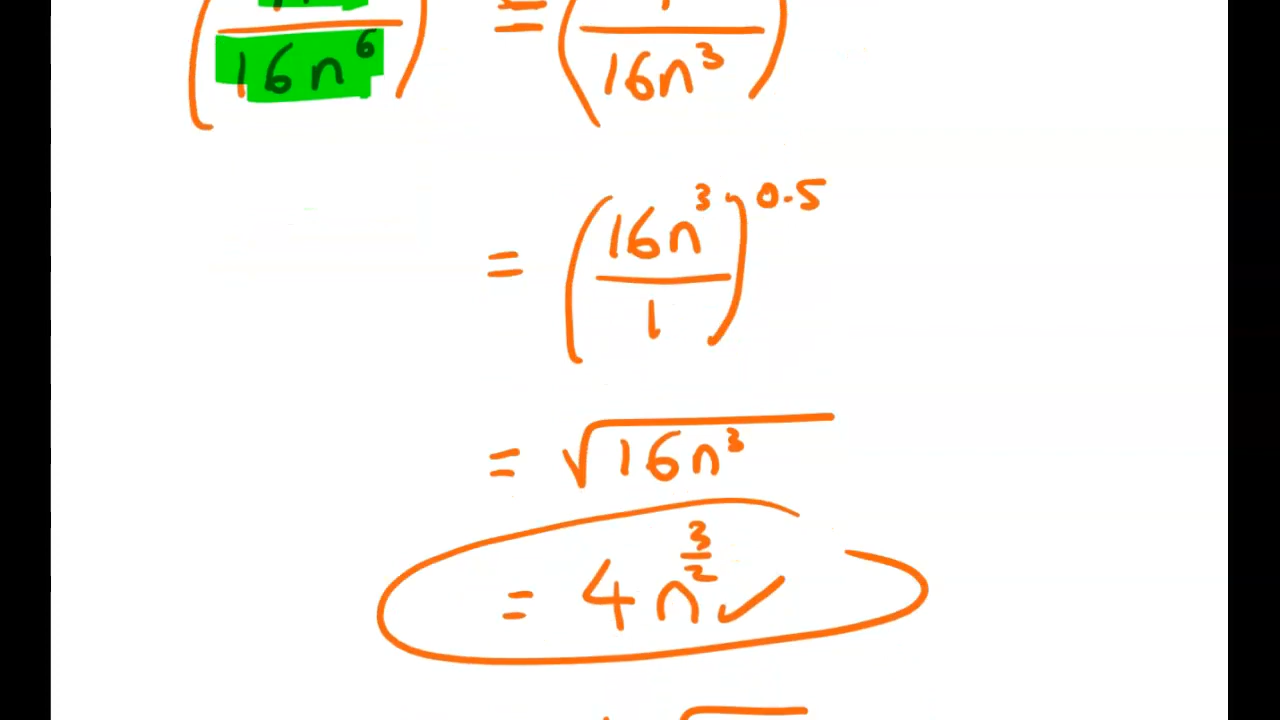 (
16n⁶
) = (
16n³
)
= (16n³/1)^0.5
= √16n³
= 4n^(3/2) ✓